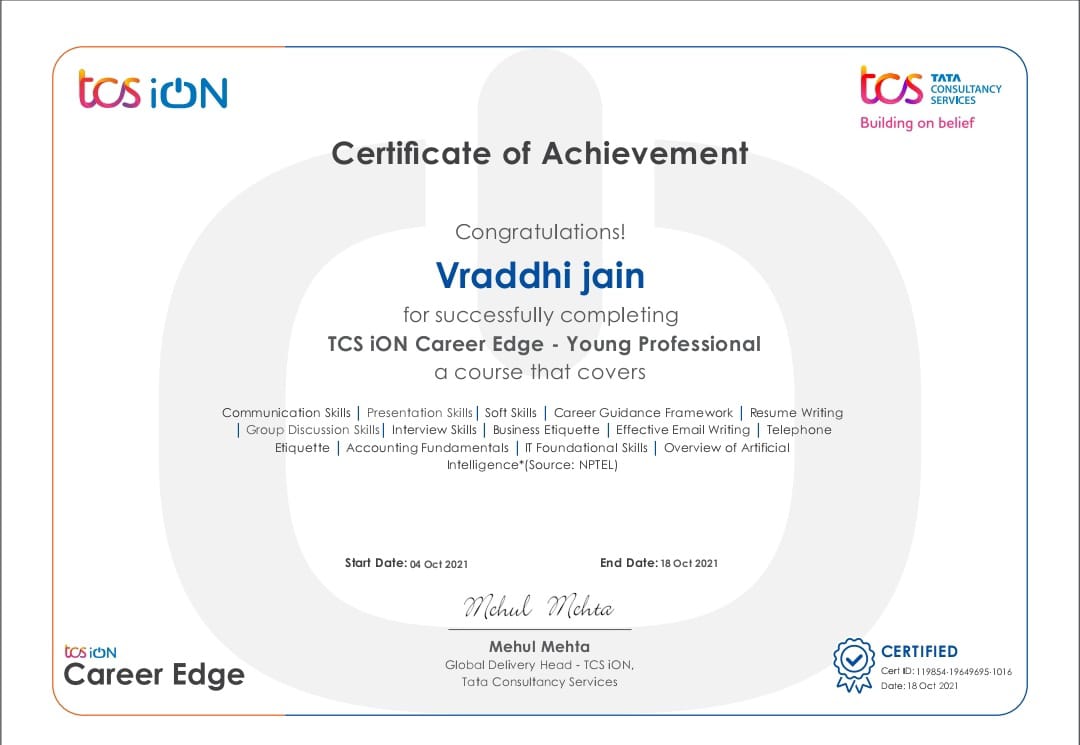 tcs iON
tcs TATA
CONSULTANCY
SERVICES
Building on belief
Certificate of Achievement
Congratulations!
Vraddhi jain
for successfully completing
TCS iON Career Edge - Young Professional
a course that covers
Communication Skills | Presentation Skills | Soft Skills | Career Guidance Framework | Resume Writing
| Group Discussion Skills | Interview Skills | Business Etiquette | Effective Email Writing | Telephone
Etiquette | Accounting Fundamentals | IT Foundational Skills | Overview of Artificial
Intelligence*(Source: NPTEL)
Start Date: 04 Oct 2021 End Date: 18 Oct 2021
Mehul Mehta
Mehul Mehta
Global Delivery Head - TCS iON,
Tata Consultancy Services
tcs iON
Career Edge
CERTIFIED
Cert ID: 119854-19649695-1016
Date: 18 Oct 2021